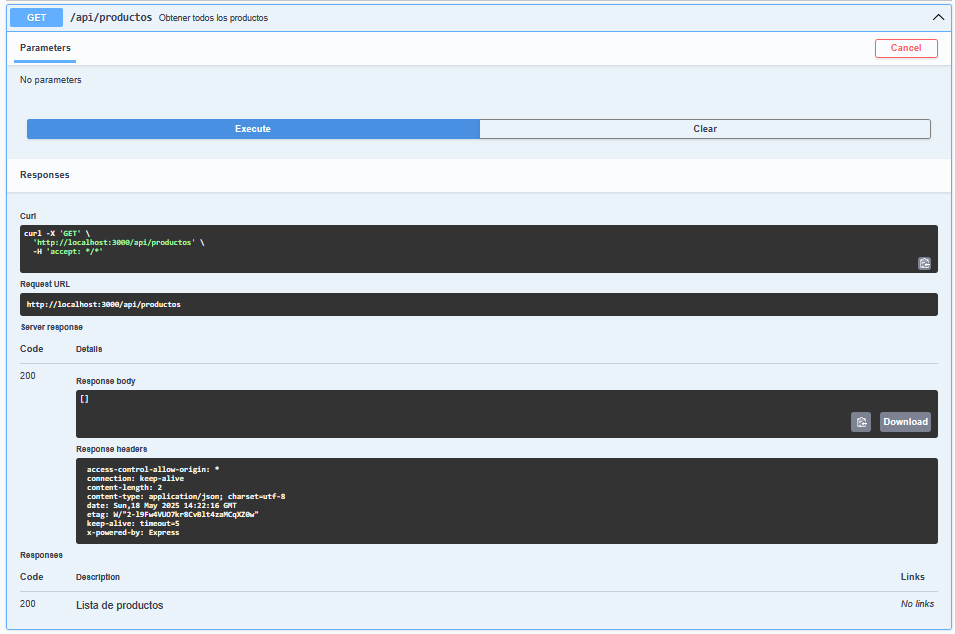 GET /api/productos Obtener todos los productos
Parameters
Cancel
No parameters
Execute
Clear
Responses
Curl
curl -X 'GET' \
'http://localhost:3000/api/productos' \
-H 'accept: */*'
Request URL
http://localhost:3000/api/productos
Server response
Code Details
200
Response body
[]
Download
Response headers
access-control-allow-origin: *
connection: keep-alive
content-length: 2
content-type: application/json; charset=utf-8
date: Sun,18 May 2025 14:22:16 GMT
etag: W/"2-l9Fw4VUO7kr8CvBlt4zaMCqXZ0w"
keep-alive: timeout=5
x-powered-by: Express
Responses
Code Description Links
200 Lista de productos No links